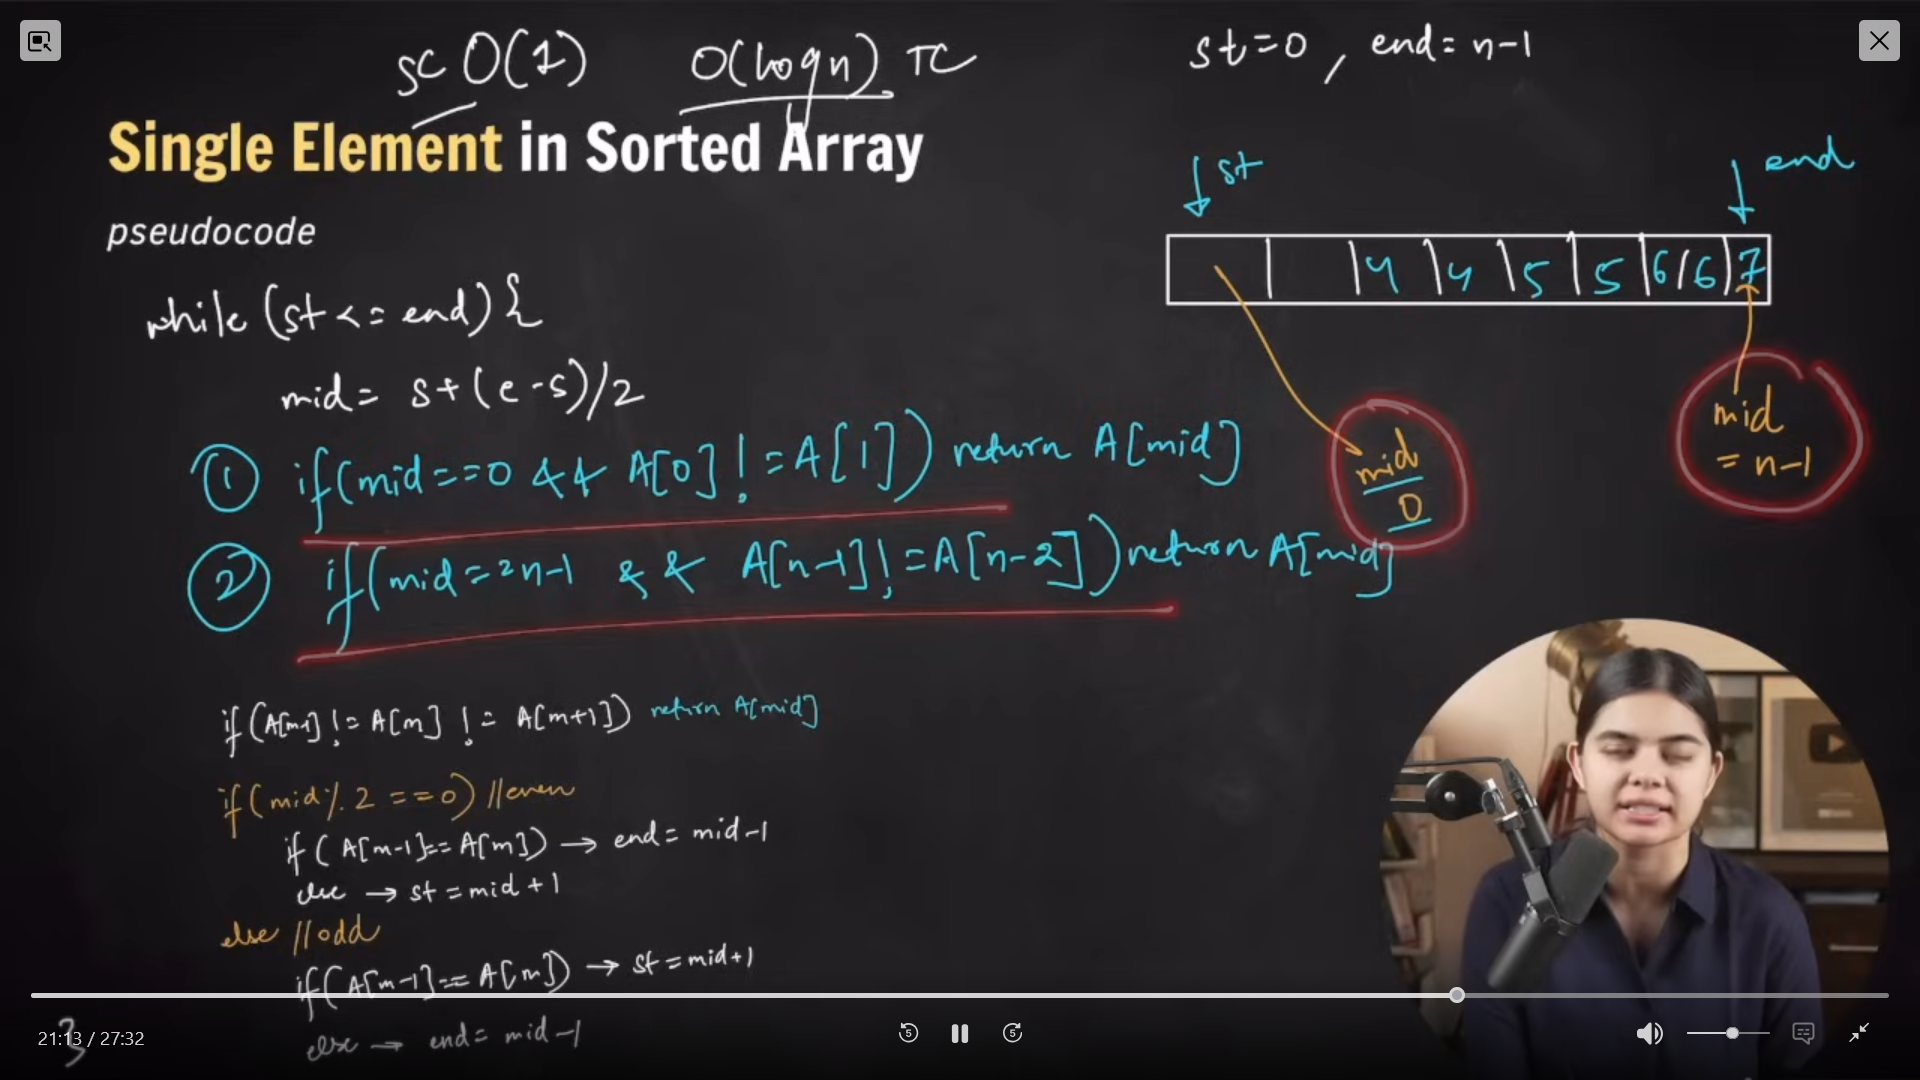 SC O(1) O(logn) TC
st=0, end= n-1
Single Element in Sorted Array
st
end
pseudocode
4 4 5 5 6 6 7
while (st <= end) {
mid = s+(e-s)/2
mid = n-1
① if(mid==0 && A[0] != A[1]) return A[mid]
mid
0
② if(mid== n-1 && A[n-1] != A[n-2]) return A[mid]
if(A[m-1] != A[m] != A[m+1]) return A[mid]
if(mid % 2 == 0) //even
if( A[m-1]== A[m]) → end = mid-1
else → st = mid+1
else //odd
if(A[m-1]== A[m]) → st = mid+1
else → end = mid-1
3
21:13 / 27:32
5 5